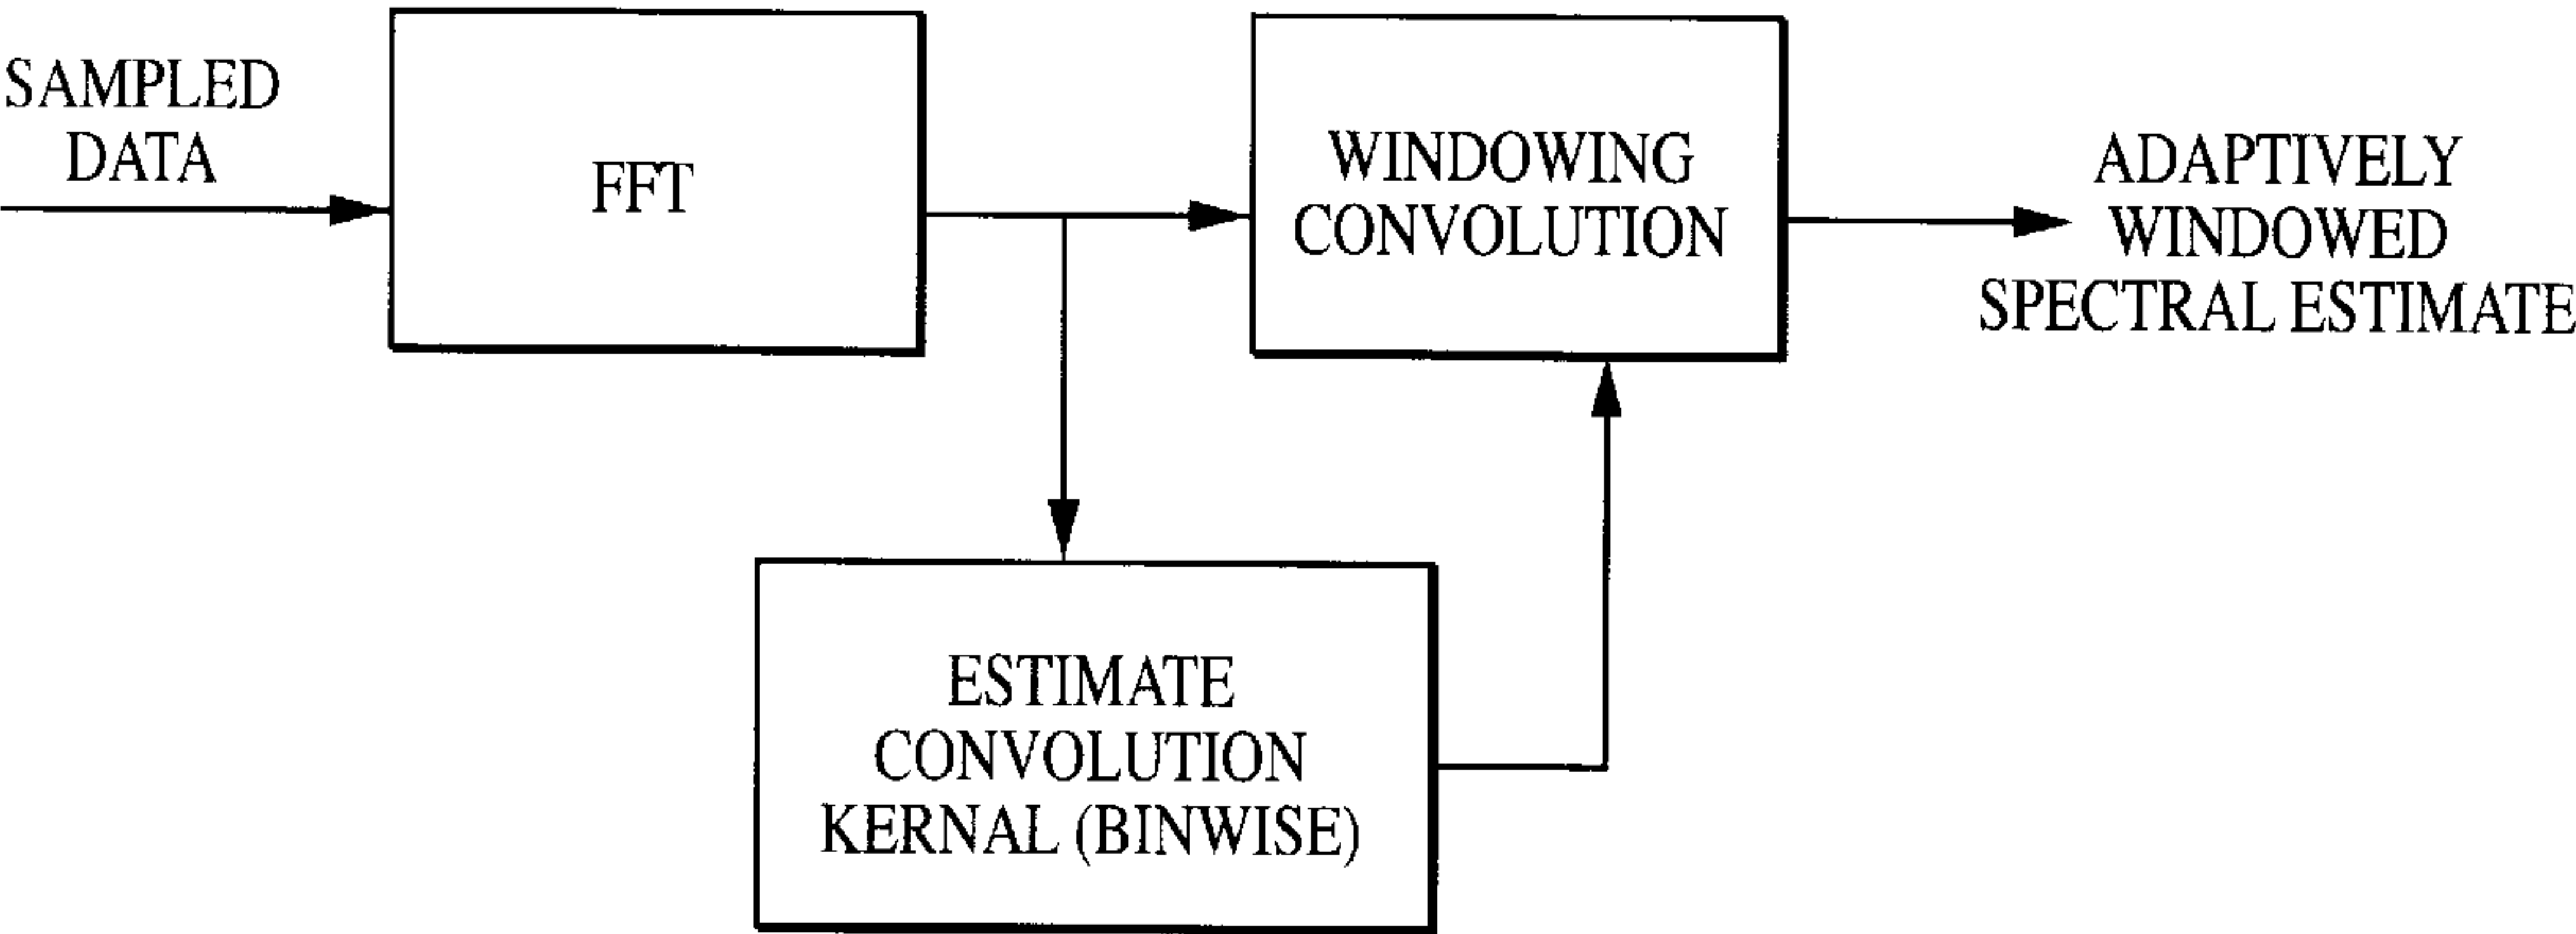 SAMPLED
DATA
FFT
WINDOWING
CONVOLUTION
ADAPTIVELY
WINDOWED
SPECTRAL ESTIMATE
ESTIMATE
CONVOLUTION
KERNAL (BINWISE)